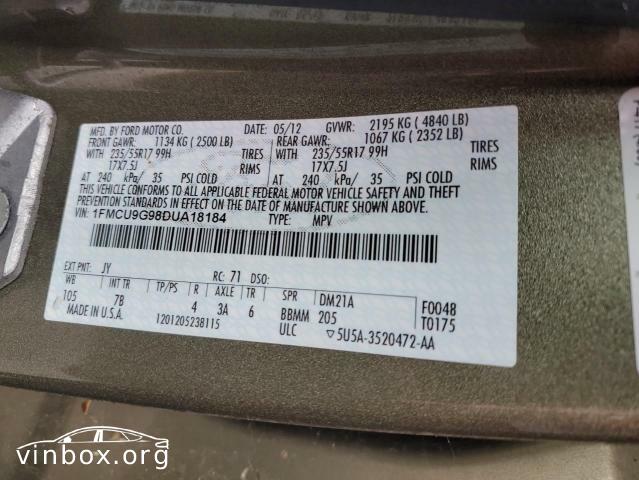 MFD. BY FORD MOTOR CO. DATE: 05/12 GVWR: 2195 KG ( 4840 LB)
FRONT GAWR: 1134 KG ( 2500 LB) REAR GAWR: 1067 KG ( 2352 LB)
WITH 235/55R17 99H TIRES WITH 235/55R17 99H TIRES
17X7.5J RIMS 17X7.5J RIMS
AT 240 kPa/ 35 PSI COLD AT 240 kPa/ 35 PSI COLD
THIS VEHICLE CONFORMS TO ALL APPLICABLE FEDERAL MOTOR VEHICLE SAFETY AND THEFT
PREVENTION STANDARDS IN EFFECT ON THE DATE OF MANUFACTURE SHOWN ABOVE.
VIN: 1FMCU9G98DUA18184 TYPE: MPV
EXT PNT: JY RC: 71 DSO:
WB INT TR TP/PS R AXLE TR SPR DM21A F0048
105 7B 4 3A 6 BBMM 205 T0175
MADE IN U.S.A. 1201205238115 ULC ▽5U5A-3520472-AA
vinbox.org